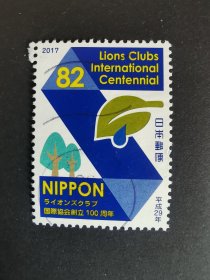 2017
82
Lions Clubs
International
Centennial
日本郵便
NIPPON
ライオンズクラブ
国際協会創立100周年
平成29年